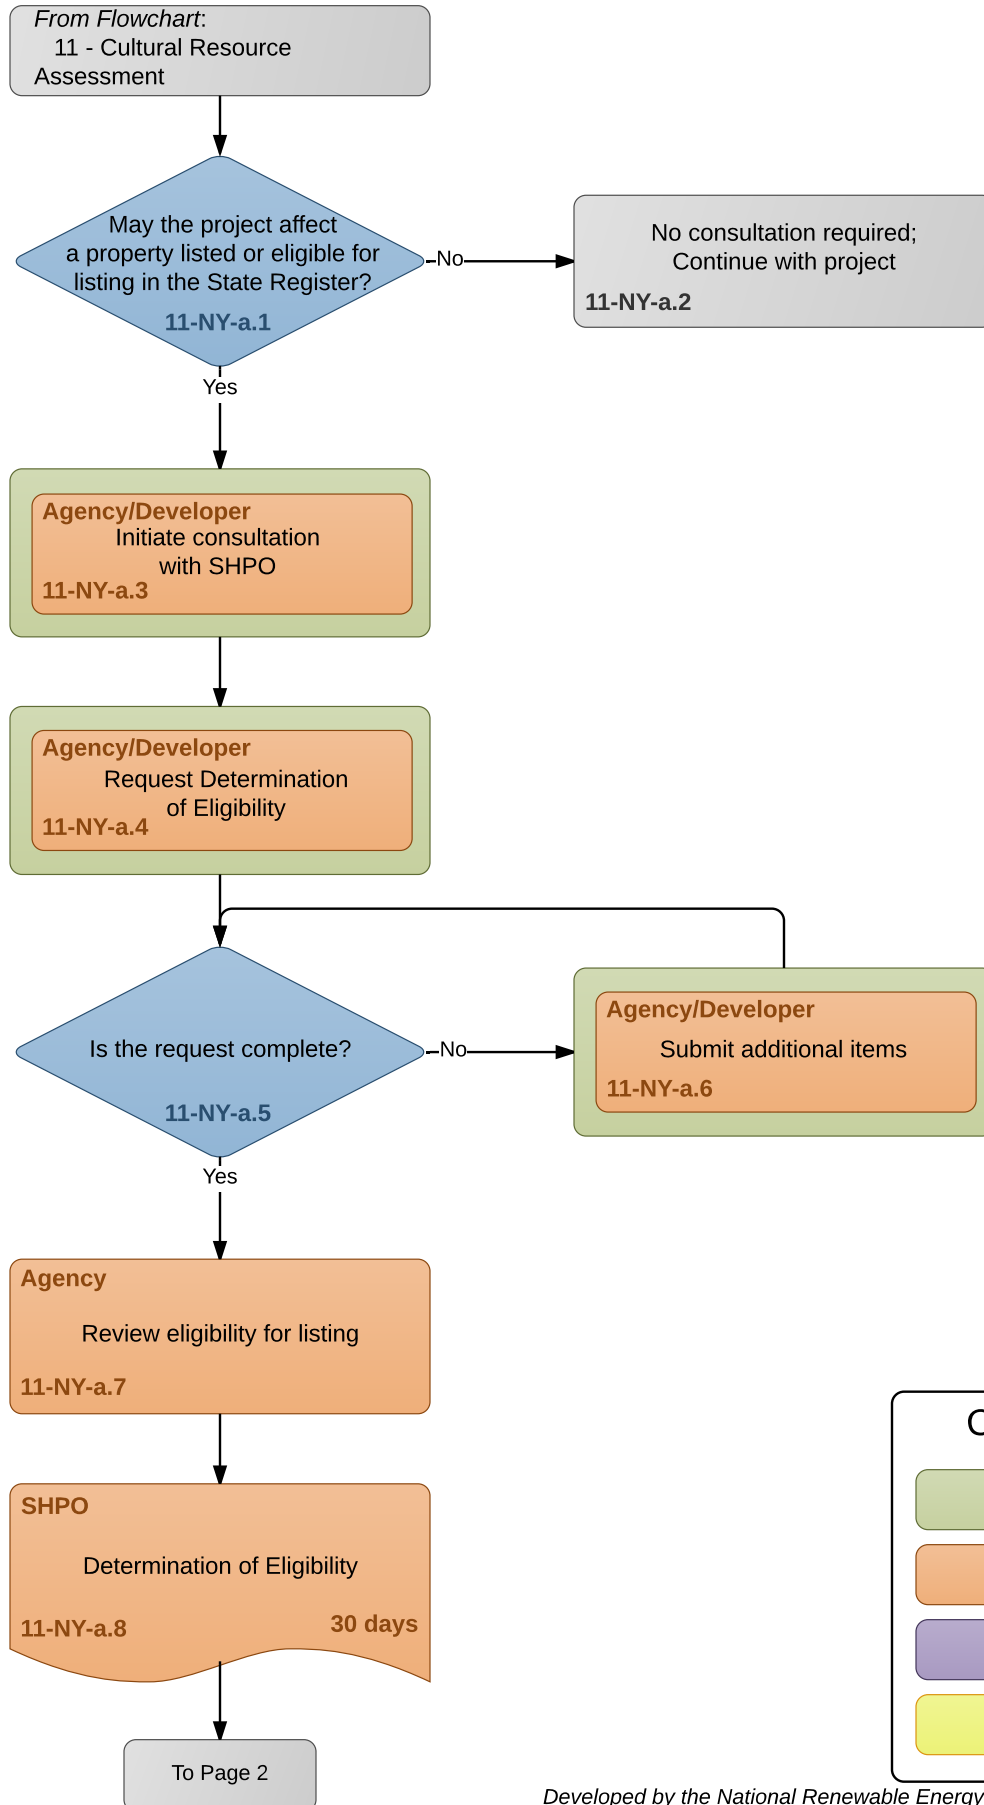 From Flowchart:
11 - Cultural Resource
Assessment
May the project affect
a property listed or eligible for
listing in the State Register?
11-NY-a.1
No
No consultation required;
Continue with project
11-NY-a.2
Yes
Agency/Developer
Initiate consultation
with SHPO
11-NY-a.3
Agency/Developer
Request Determination
of Eligibility
11-NY-a.4
Is the request complete?
11-NY-a.5
No
Agency/Developer
Submit additional items
11-NY-a.6
Yes
Agency
Review eligibility for listing
11-NY-a.7
SHPO
Determination of Eligibility
11-NY-a.8
30 days
To Page 2
Developed by the National Renewable Energy